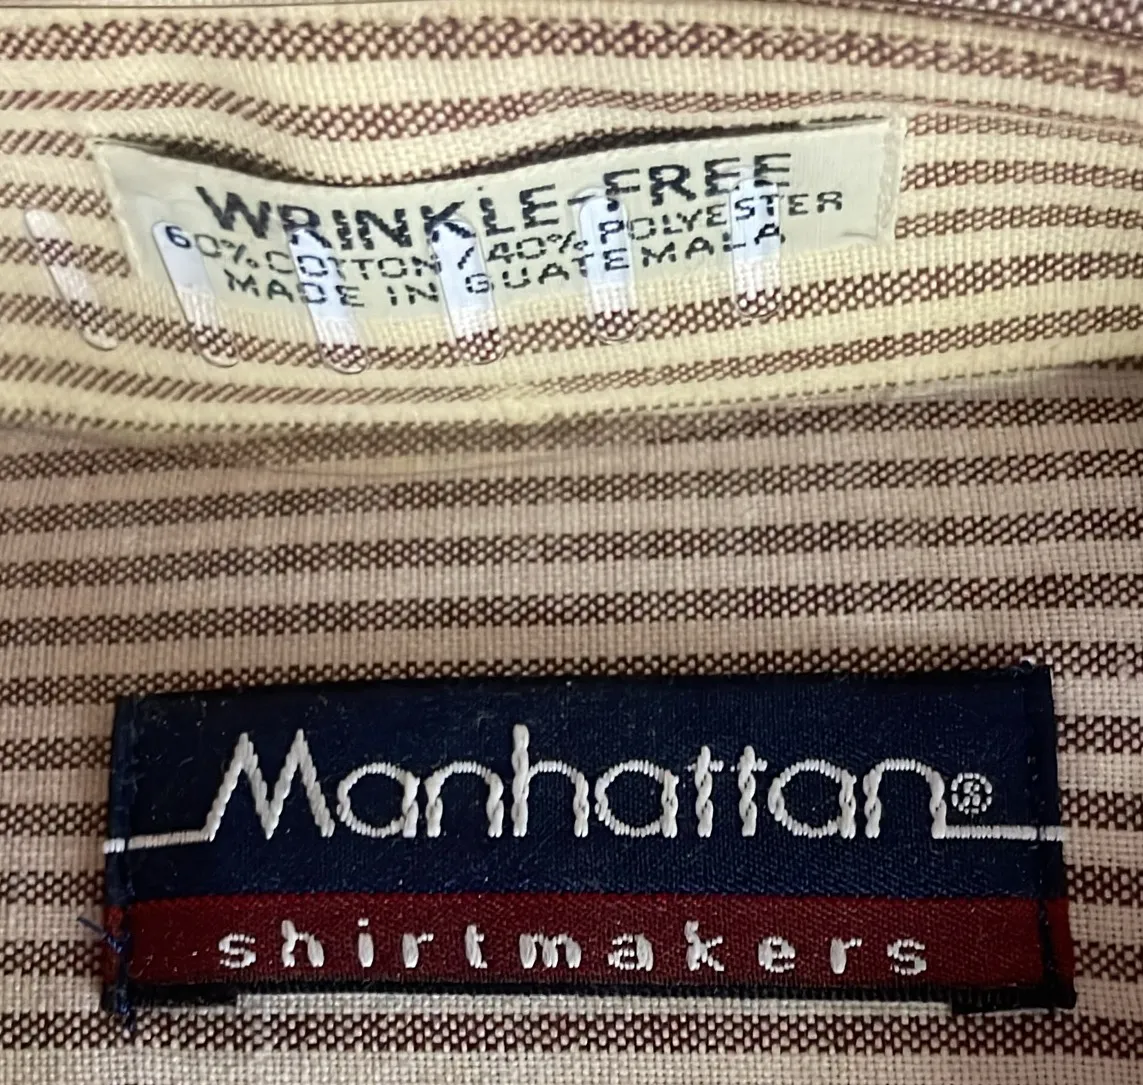 WRINKLE-FREE
60% COTTON/40% POLYESTER
MADE IN GUATEMALA
Manhattan®
shirtmakers